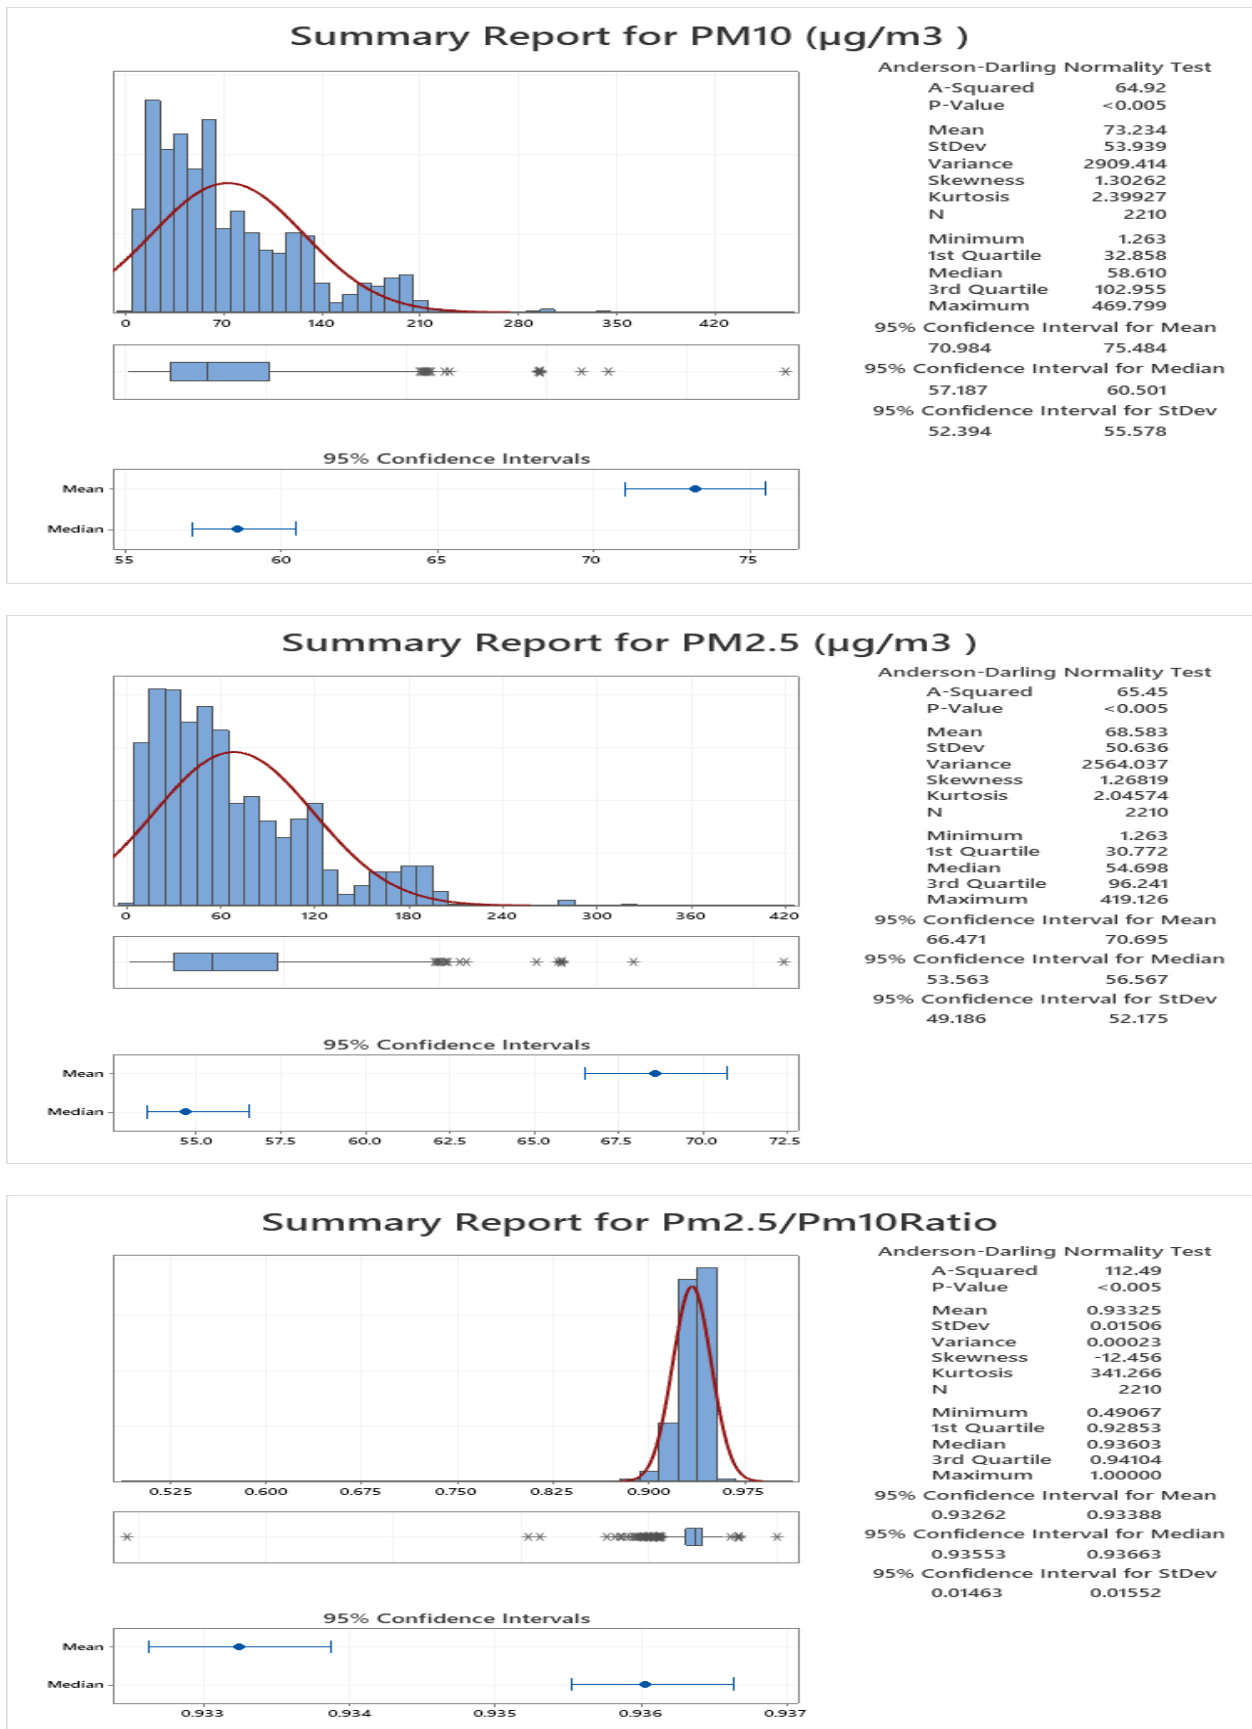 Summary Report for PM10 (µg/m3 )
Anderson-Darling Normality Test
A-Squared 64.92
P-Value <0.005
Mean 73.234
StDev 53.939
Variance 2909.414
Skewness 1.30262
Kurtosis 2.39927
N 2210
Minimum 1.263
1st Quartile 32.858
Median 58.610
3rd Quartile 102.955
Maximum 469.799
95% Confidence Interval for Mean
70.984 75.484
95% Confidence Interval for Median
57.187 60.501
95% Confidence Interval for StDev
52.394 55.578
0 70 140 210 280 350 420
95% Confidence Intervals
Mean
Median
55 60 65 70 75
Summary Report for PM2.5 (µg/m3 )
Anderson-Darling Normality Test
A-Squared 65.45
P-Value <0.005
Mean 68.583
StDev 50.636
Variance 2564.037
Skewness 1.26819
Kurtosis 2.04574
N 2210
Minimum 1.263
1st Quartile 30.772
Median 54.698
3rd Quartile 96.241
Maximum 419.126
95% Confidence Interval for Mean
66.471 70.695
95% Confidence Interval for Median
53.563 56.567
95% Confidence Interval for StDev
49.186 52.175
0 60 120 180 240 300 360 420
95% Confidence Intervals
Mean
Median
55.0 57.5 60.0 62.5 65.0 67.5 70.0 72.5
Summary Report for Pm2.5/Pm10Ratio
Anderson-Darling Normality Test
A-Squared 112.49
P-Value <0.005
Mean 0.93325
StDev 0.01506
Variance 0.00023
Skewness -12.456
Kurtosis 341.266
N 2210
Minimum 0.49067
1st Quartile 0.92853
Median 0.93603
3rd Quartile 0.94104
Maximum 1.00000
95% Confidence Interval for Mean
0.93262 0.93388
95% Confidence Interval for Median
0.93553 0.93663
95% Confidence Interval for StDev
0.01463 0.01552
0.525 0.600 0.675 0.750 0.825 0.900 0.975
95% Confidence Intervals
Mean
Median
0.933 0.934 0.935 0.936 0.937